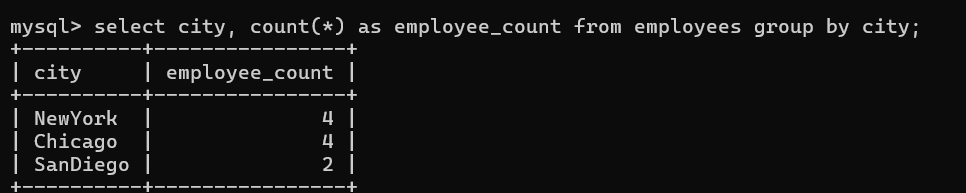 mysql> select city, count(*) as employee_count from employees group by city;
+----------+----------------+
| city     | employee_count |
+----------+----------------+
| NewYork  |              4 |
| Chicago  |              4 |
| SanDiego |              2 |
+----------+----------------+